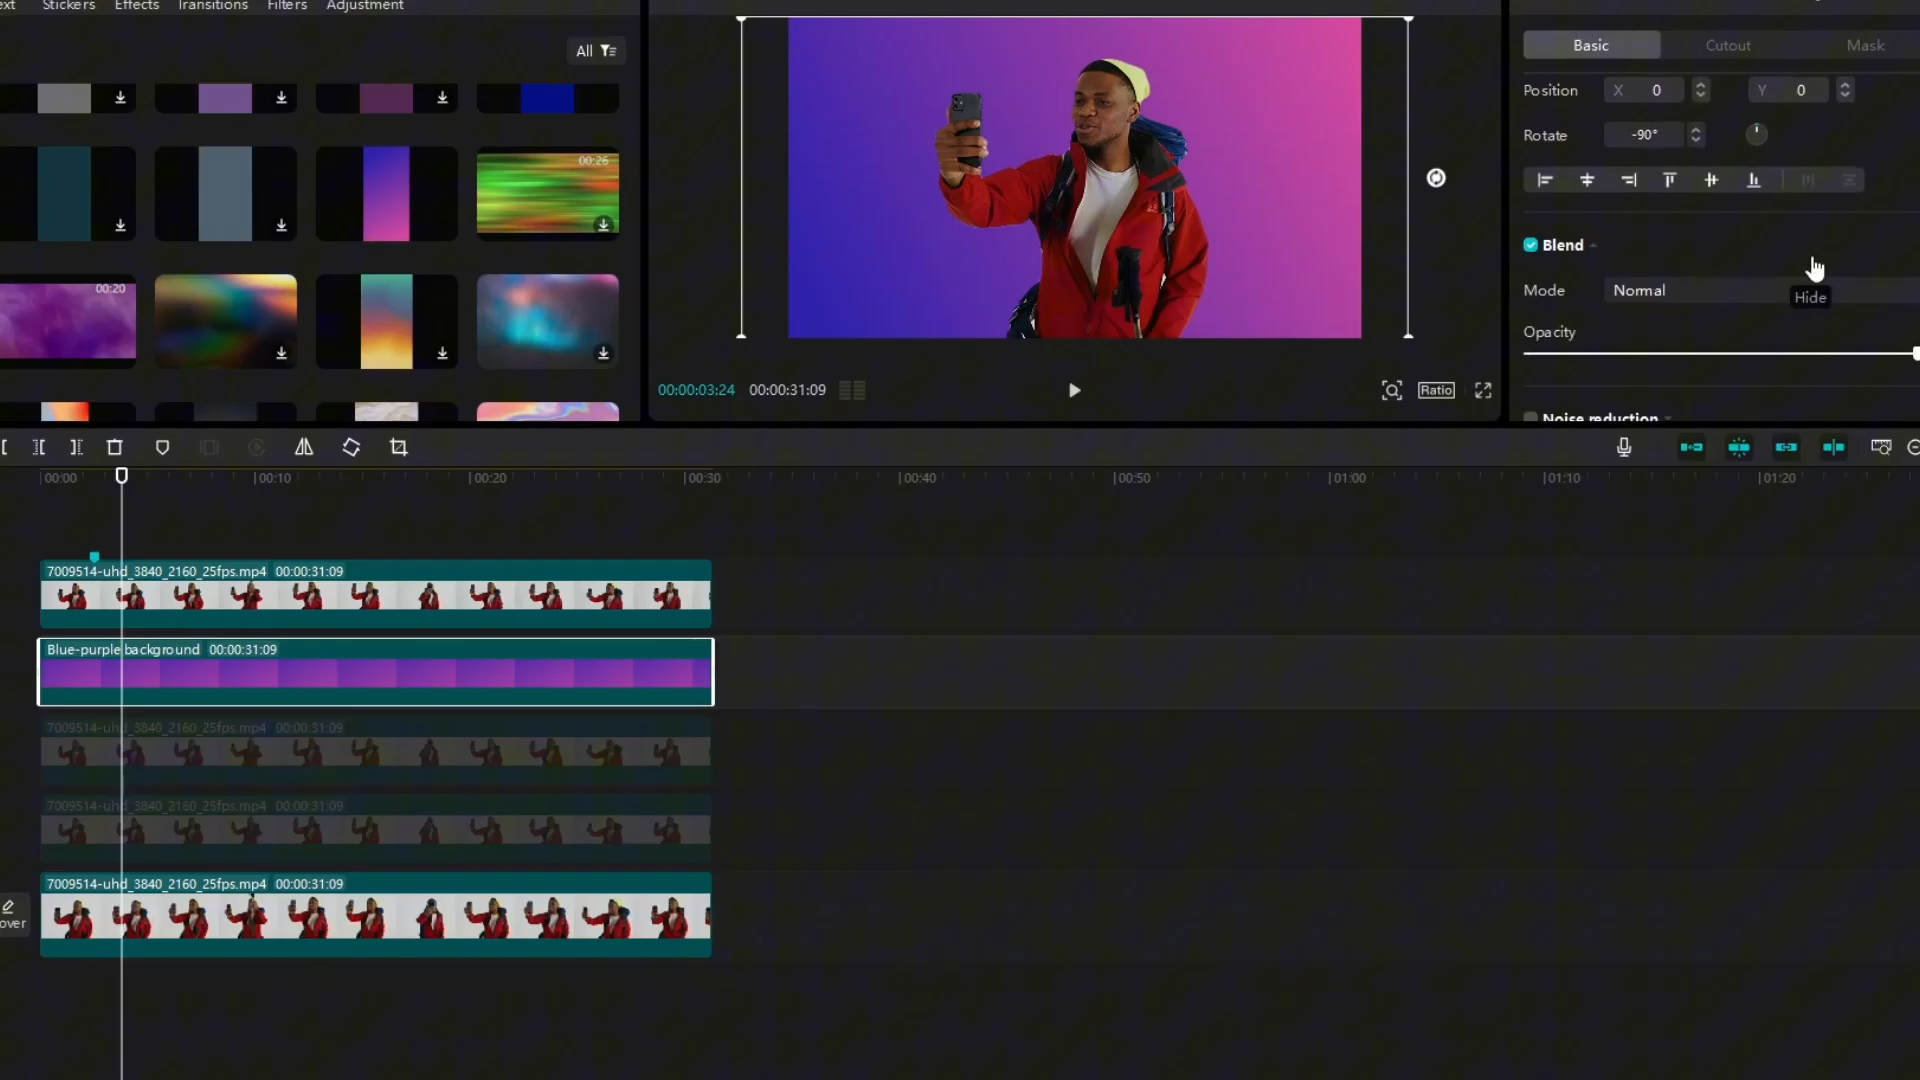 ext Stickers Effects Transitions Filters Adjustment
All
00:26
00:20
00:00:03:24 00:00:31:09
Ratio
Basic Cutout Mask
Position X 0 Y 0
Rotate -90°
Blend
Mode Normal
Hide
Opacity
Noise reduction
00:00 00:10 00:20 00:30 00:40 00:50 01:00 01:10 01:20
7009514-uhd_3840_2160_25fps.mp4 00:00:31:09
Blue-purple background 00:00:31:09
7009514-uhd_3840_2160_25fps.mp4 00:00:31:09
7009514-uhd_3840_2160_25fps.mp4 00:00:31:09
7009514-uhd_3840_2160_25fps.mp4 00:00:31:09
over